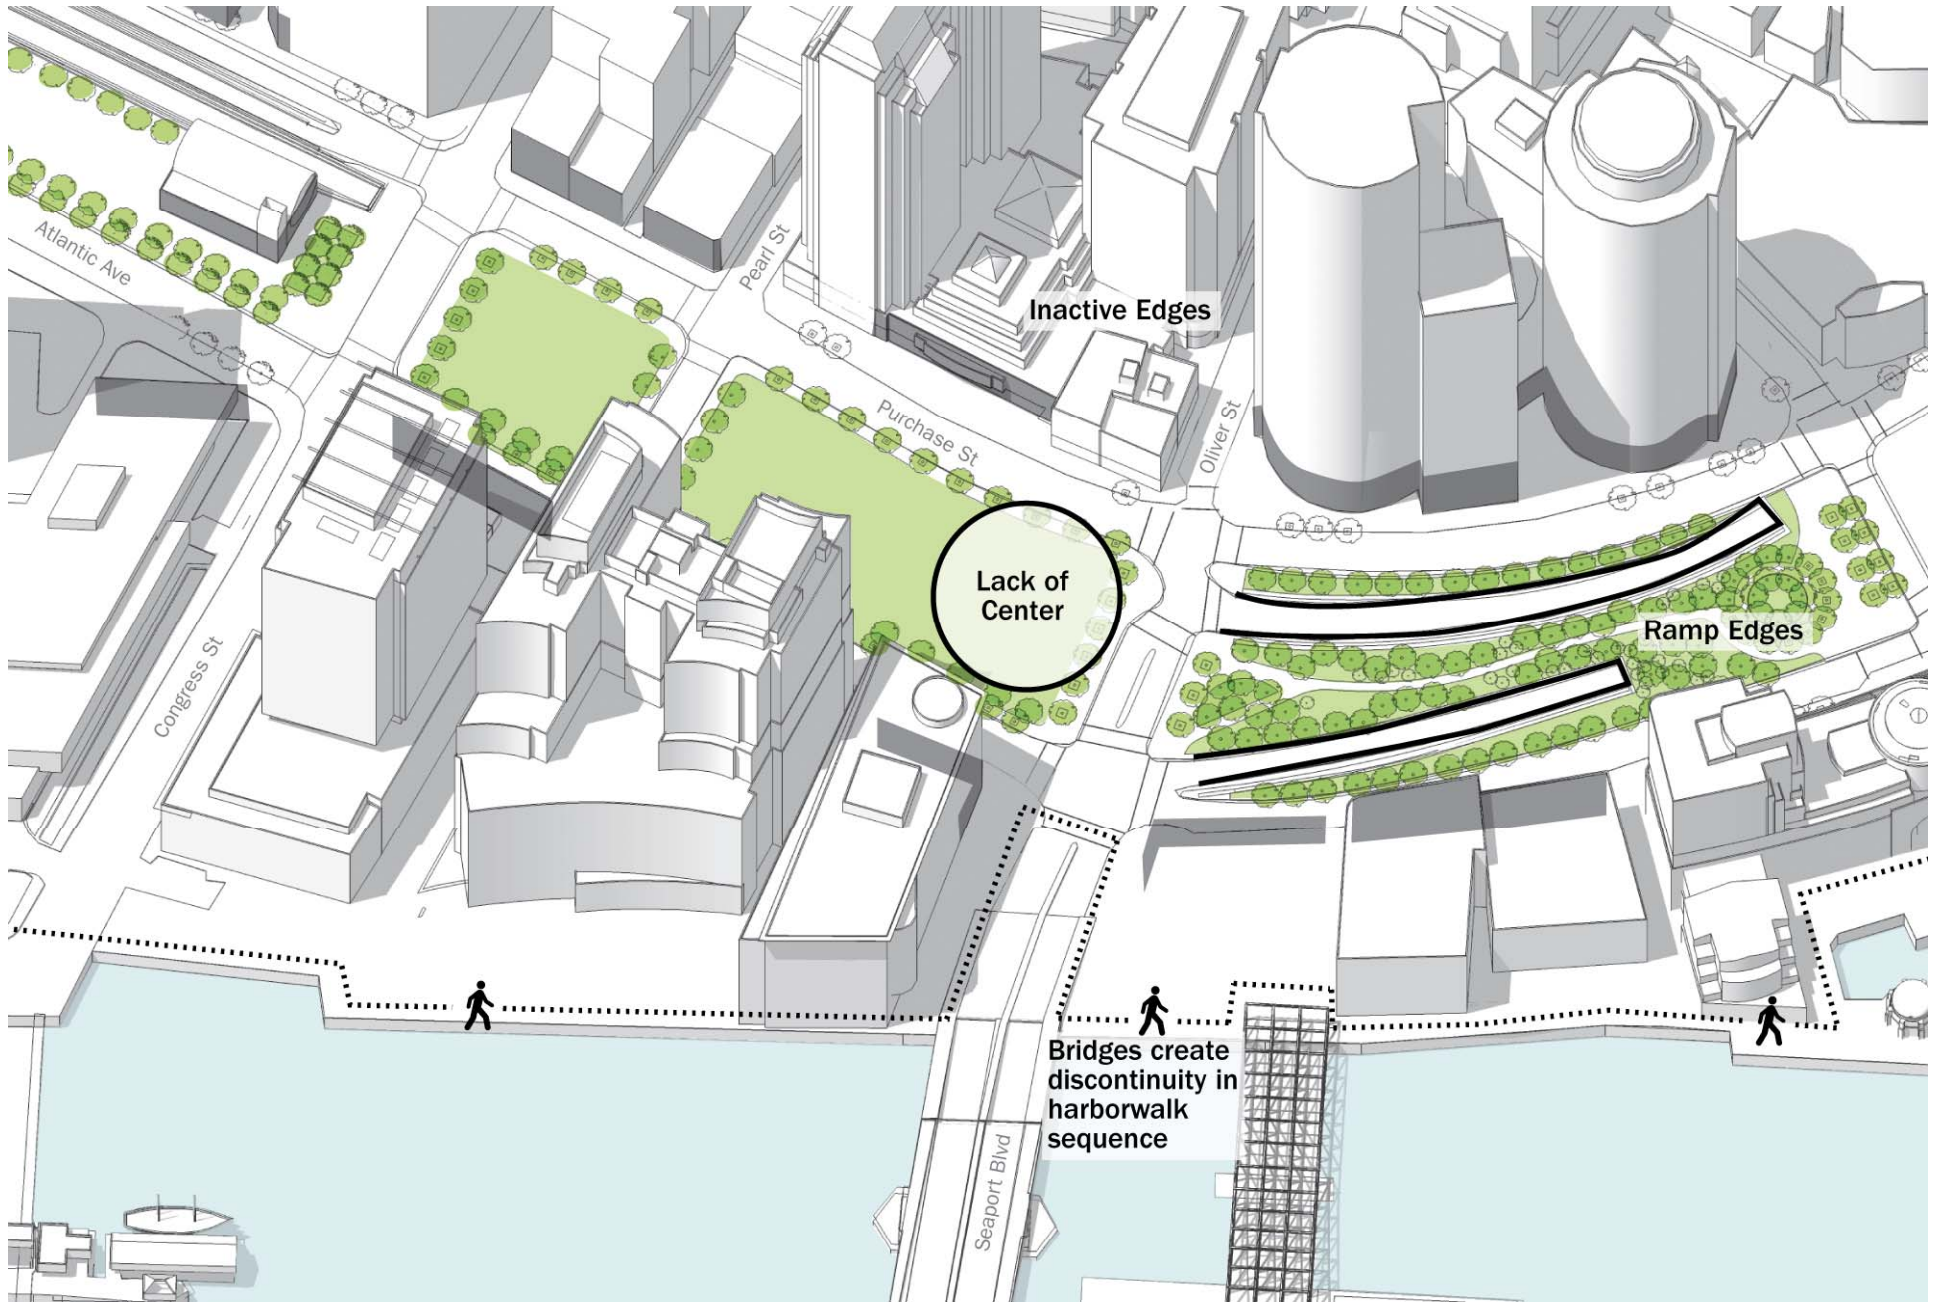 Atlantic Ave
Pearl St
Inactive Edges
Purchase St
Oliver St
Lack of
Center
Ramp Edges
Congress St
Bridges create
discontinuity in
harborwalk
sequence
Seaport Blvd